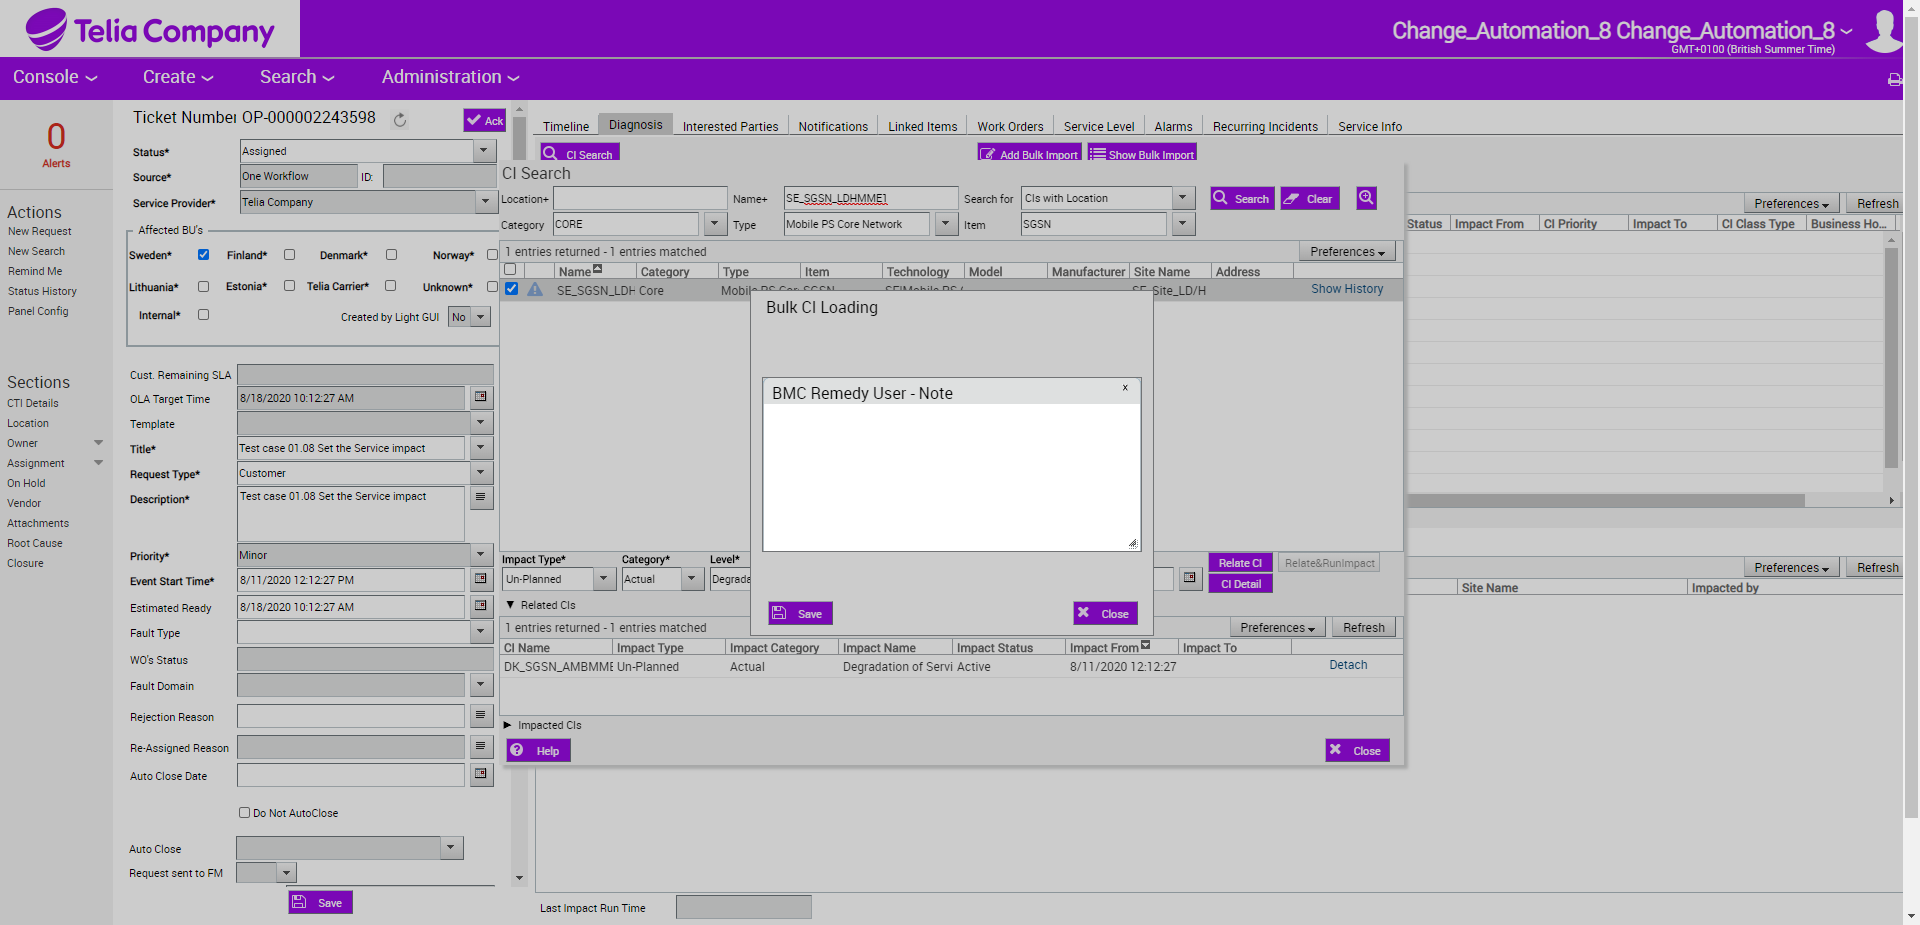 Telia Company
Change_Automation_8 Change_Automation_8
GMT+0100 (British Summer Time)
Console Create Search Administration
0
Alerts
Actions
New Request
New Search
Remind Me
Status History
Panel Config
Sections
CTI Details
Location
Owner
Assignment
On Hold
Vendor
Attachments
Root Cause
Closure
Ticket Number OP-000002243598
Ack
Status* Assigned
Source* One Workflow ID:
Service Provider* Telia Company
Affected BU's
Sweden* Finland* Denmark* Norway*
Lithuania* Estonia* Telia Carrier* Unknown*
Internal* Created by Light GUI No
Cust. Remaining SLA
OLA Target Time 8/18/2020 10:12:27 AM
Template
Title* Test case 01.08 Set the Service impact
Request Type* Customer
Description* Test case 01.08 Set the Service impact
Priority* Minor
Event Start Time* 8/11/2020 12:12:27 PM
Estimated Ready 8/18/2020 10:12:27 AM
Fault Type
WO's Status
Fault Domain
Rejection Reason
Re-Assigned Reason
Auto Close Date
Do Not AutoClose
Auto Close
Request sent to FM
Save
Timeline Diagnosis Interested Parties Notifications Linked Items Work Orders Service Level Alarms Recurring Incidents Service Info
CI Search Add Bulk Import Show Bulk Import
CI Search
Location+ Name+ SE_SGSN_LDHMME1 Search for CIs with Location Search Clear
Category CORE Type Mobile PS Core Network Item SGSN
1 entries returned - 1 entries matched Preferences
Name Category Type Item Technology Model Manufacturer Site Name Address
SE_SGSN_LDH Core Mobile PS Cor SGSN SE|Mobile PS / SE_Site_LD/H Show History
Bulk CI Loading
BMC Remedy User - Note
x
Save Close
Impact Type* Category* Level* Relate CI Relate&RunImpact
Un-Planned Actual Degrada CI Detail
Related CIs
1 entries returned - 1 entries matched Preferences Refresh
CI Name Impact Type Impact Category Impact Name Impact Status Impact From Impact To
DK_SGSN_AMBMME Un-Planned Actual Degradation of Servi Active 8/11/2020 12:12:27 Detach
Impacted CIs
Help Close
Preferences Refresh
Status Impact From CI Priority Impact To CI Class Type Business Ho...
Preferences Refresh
Site Name Impacted by
Last Impact Run Time